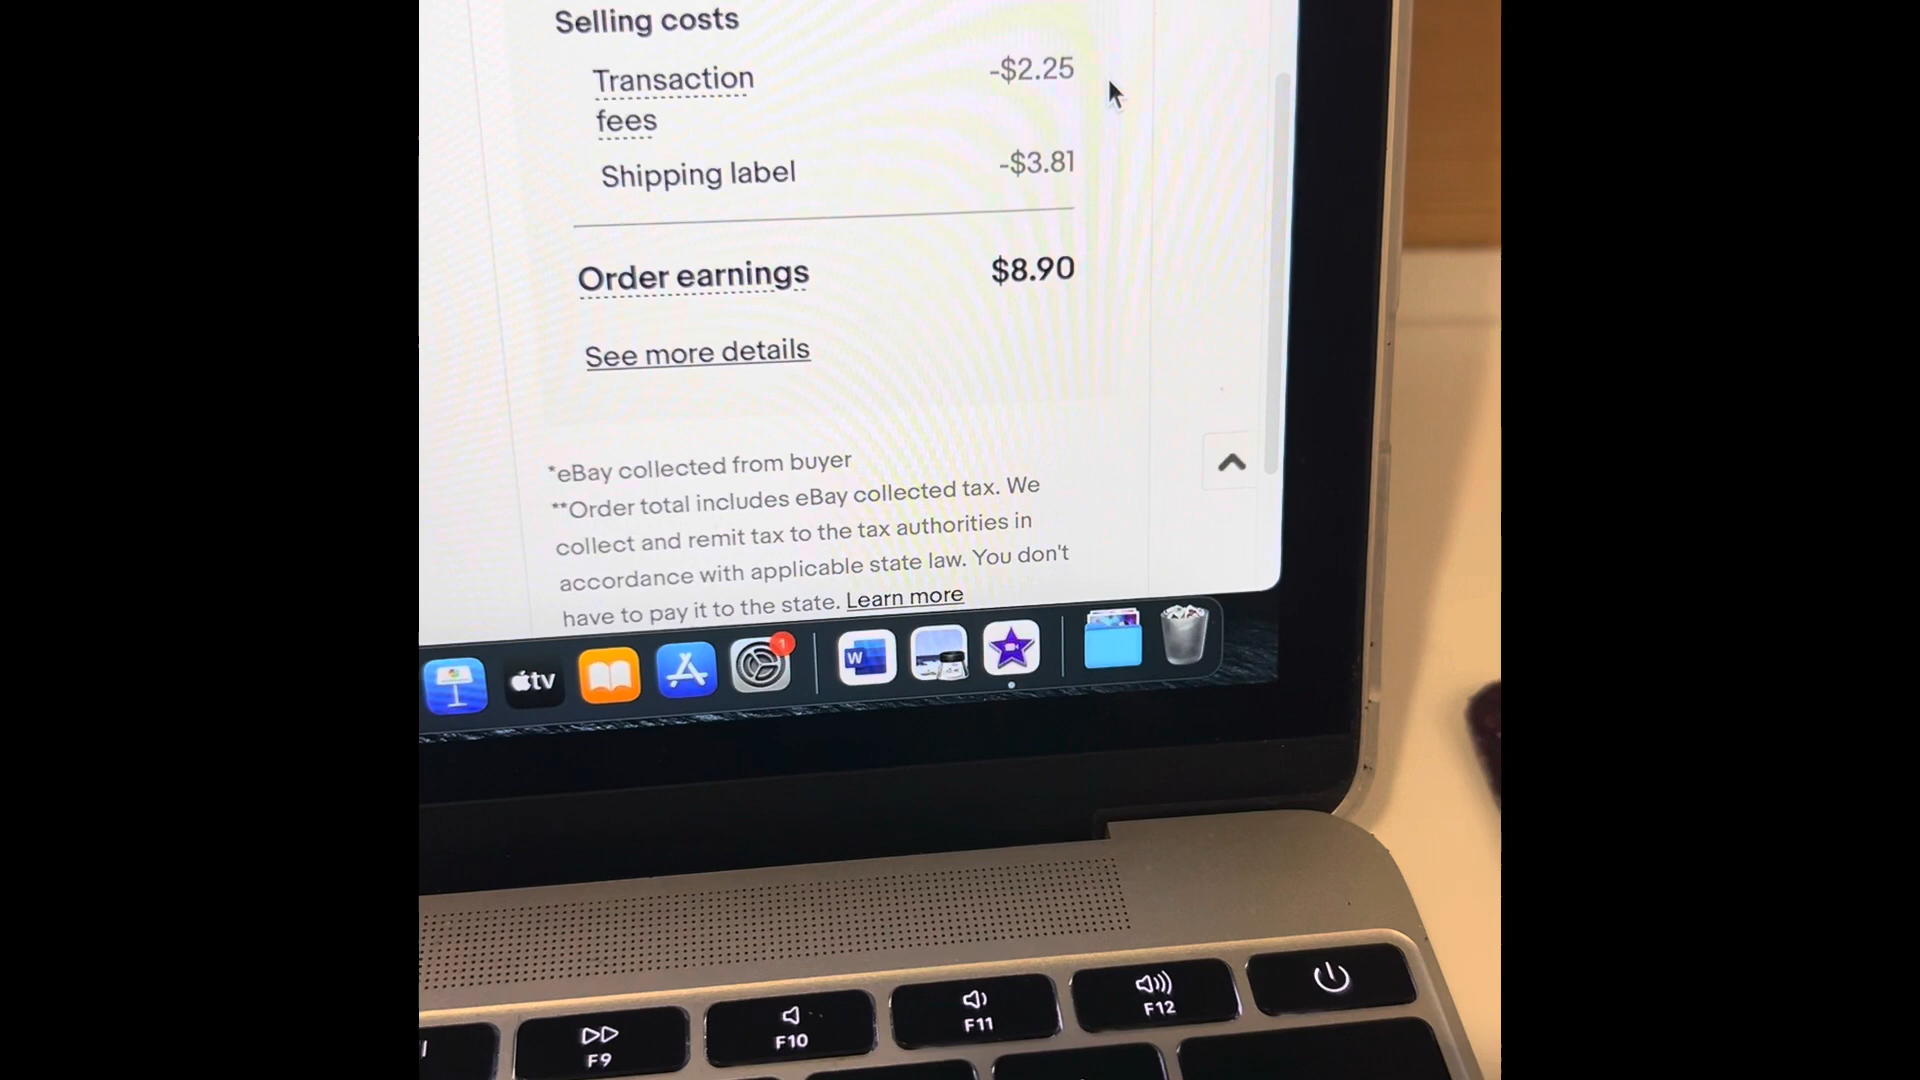 Selling costs
Transaction -$2.25
fees
Shipping label -$3.81
Order earnings $8.90
See more details
*eBay collected from buyer
**Order total includes eBay collected tax. We
collect and remit tax to the tax authorities in
accordance with applicable state law. You don't
have to pay it to the state. Learn more
tv
1
W
F9
F10
F11
F12